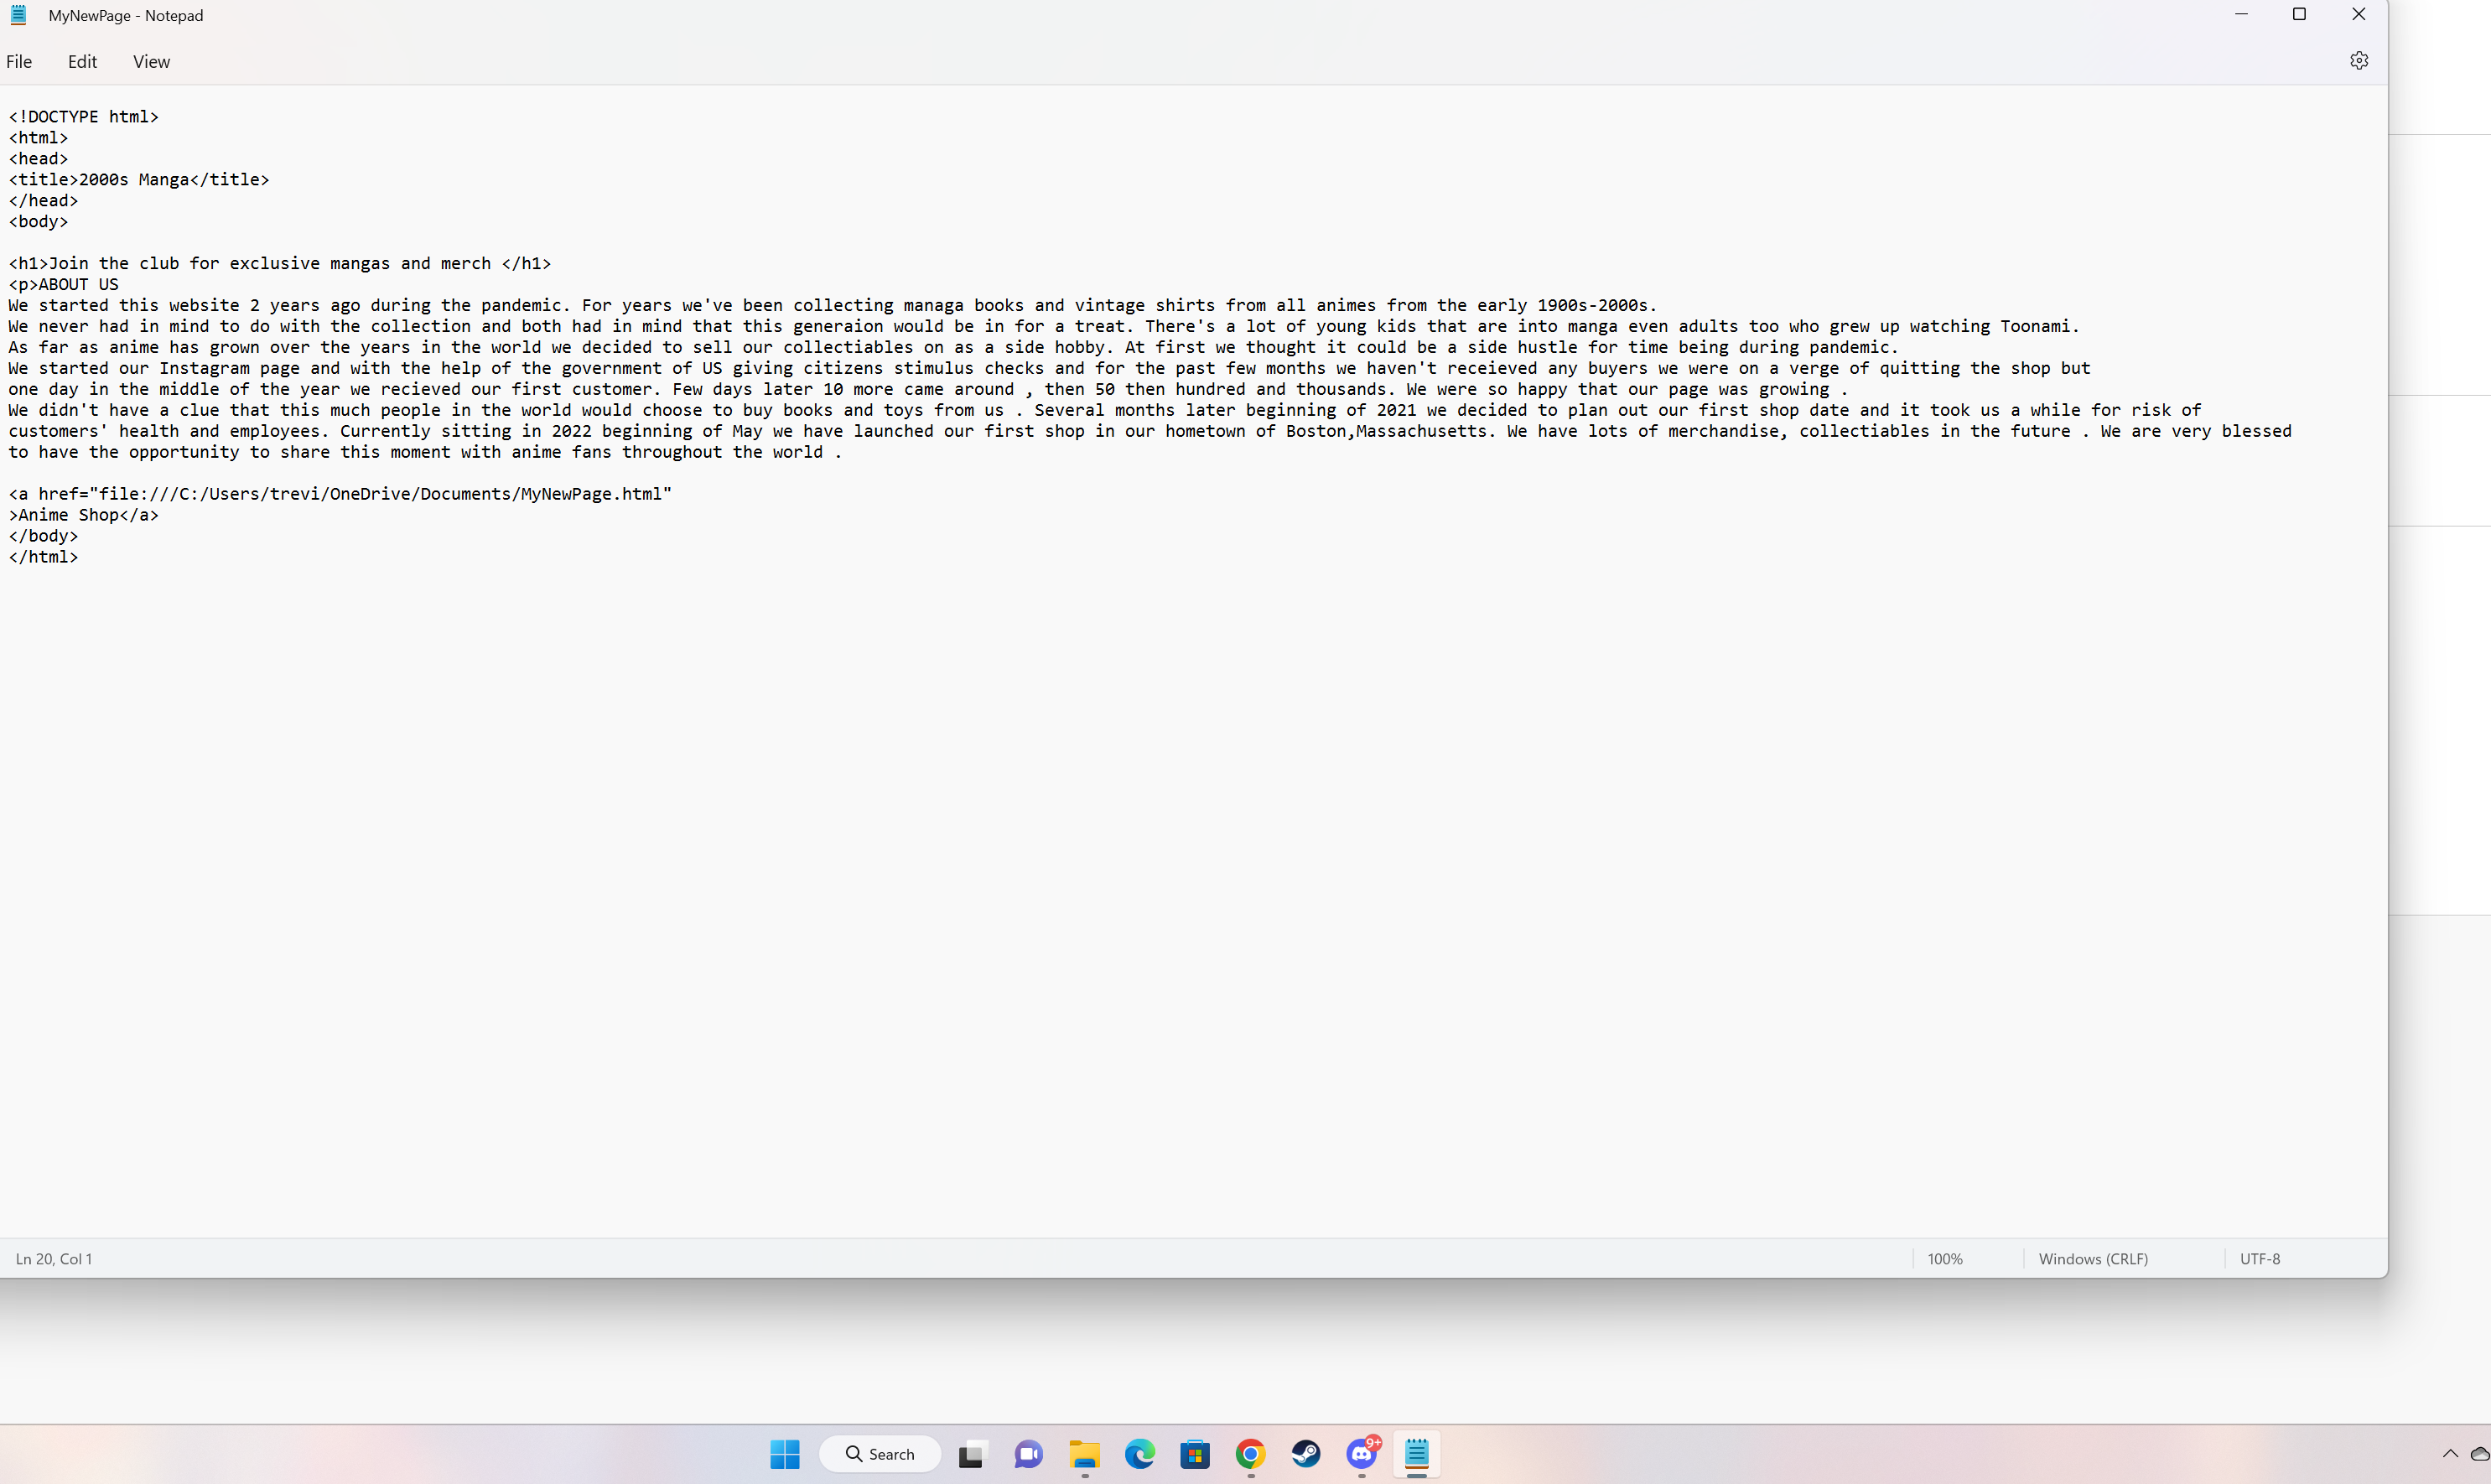 MyNewPage - Notepad
File Edit View
<!DOCTYPE html>
<html>
<head>
<title>2000s Manga</title>
</head>
<body>
<h1>Join the club for exclusive mangas and merch </h1>
<p>ABOUT US
We started this website 2 years ago during the pandemic. For years we've been collecting managa books and vintage shirts from all animes from the early 1900s-2000s.
We never had in mind to do with the collection and both had in mind that this generaion would be in for a treat. There's a lot of young kids that are into manga even adults too who grew up watching Toonami.
As far as anime has grown over the years in the world we decided to sell our collectiables on as a side hobby. At first we thought it could be a side hustle for time being during pandemic.
We started our Instagram page and with the help of the government of US giving citizens stimulus checks and for the past few months we haven't receieved any buyers we were on a verge of quitting the shop but
one day in the middle of the year we recieved our first customer. Few days later 10 more came around , then 50 then hundred and thousands. We were so happy that our page was growing .
We didn't have a clue that this much people in the world would choose to buy books and toys from us . Several months later beginning of 2021 we decided to plan out our first shop date and it took us a while for risk of
customers' health and employees. Currently sitting in 2022 beginning of May we have launched our first shop in our hometown of Boston,Massachusetts. We have lots of merchandise, collectiables in the future . We are very blessed
to have the opportunity to share this moment with anime fans throughout the world .
<a href="file:///C:/Users/trevi/OneDrive/Documents/MyNewPage.html"
>Anime Shop</a>
</body>
</html>
Ln 20, Col 1 100% Windows (CRLF) UTF-8
Search 9+